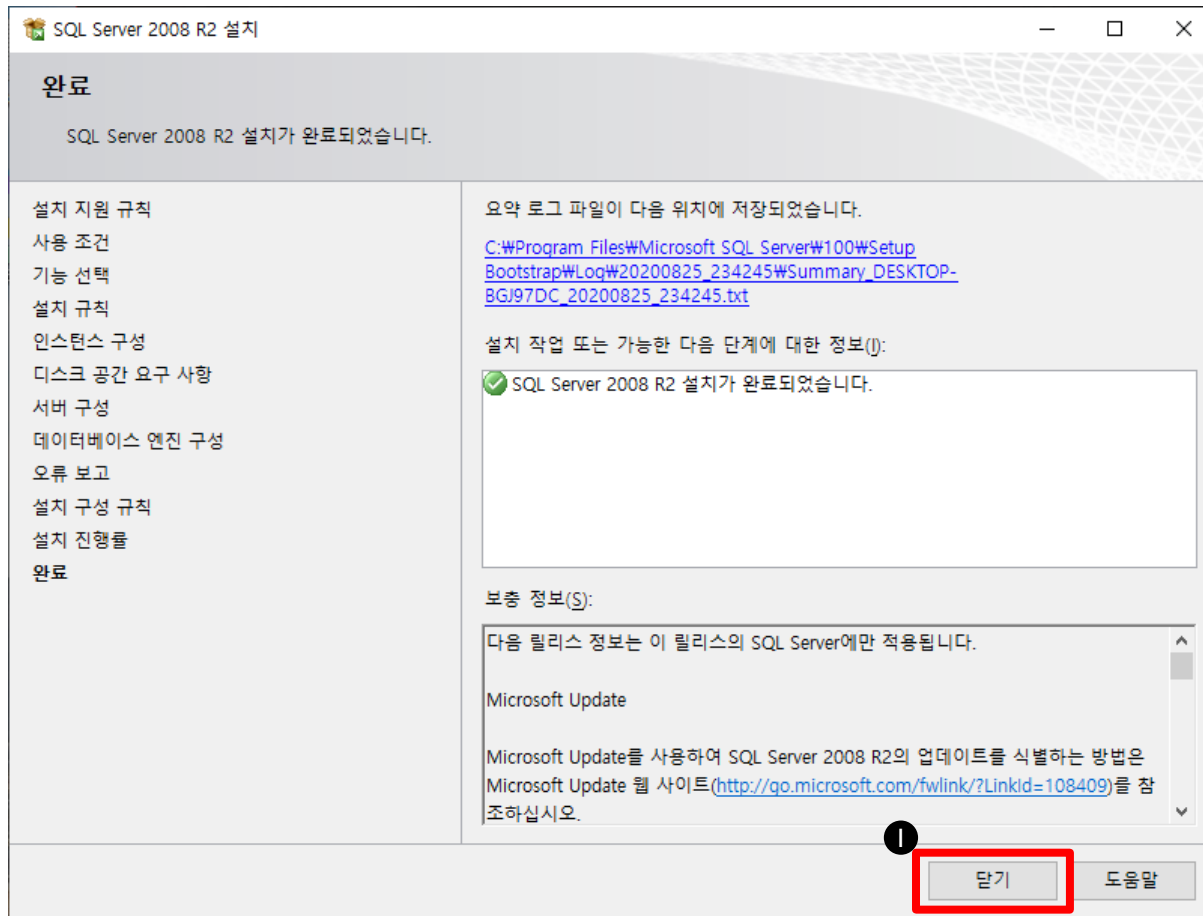 SQL Server 2008 R2 설치
완료
SQL Server 2008 R2 설치가 완료되었습니다.
설치 지원 규칙
사용 조건
기능 선택
설치 규칙
인스턴스 구성
디스크 공간 요구 사항
서버 구성
데이터베이스 엔진 구성
오류 보고
설치 구성 규칙
설치 진행률
완료
요약 로그 파일이 다음 위치에 저장되었습니다.
C:₩Program Files₩Microsoft SQL Server₩100₩Setup
Bootstrap₩Log₩20200825_234245₩Summary_DESKTOP-
BGJ97DC_20200825_234245.txt
설치 작업 또는 가능한 다음 단계에 대한 정보(I):
SQL Server 2008 R2 설치가 완료되었습니다.
보충 정보(S):
다음 릴리스 정보는 이 릴리스의 SQL Server에만 적용됩니다.
Microsoft Update
Microsoft Update를 사용하여 SQL Server 2008 R2의 업데이트를 식별하는 방법은
Microsoft Update 웹 사이트(http://go.microsoft.com/fwlink/?LinkId=108409)를 참
조하십시오.
1
닫기
도움말